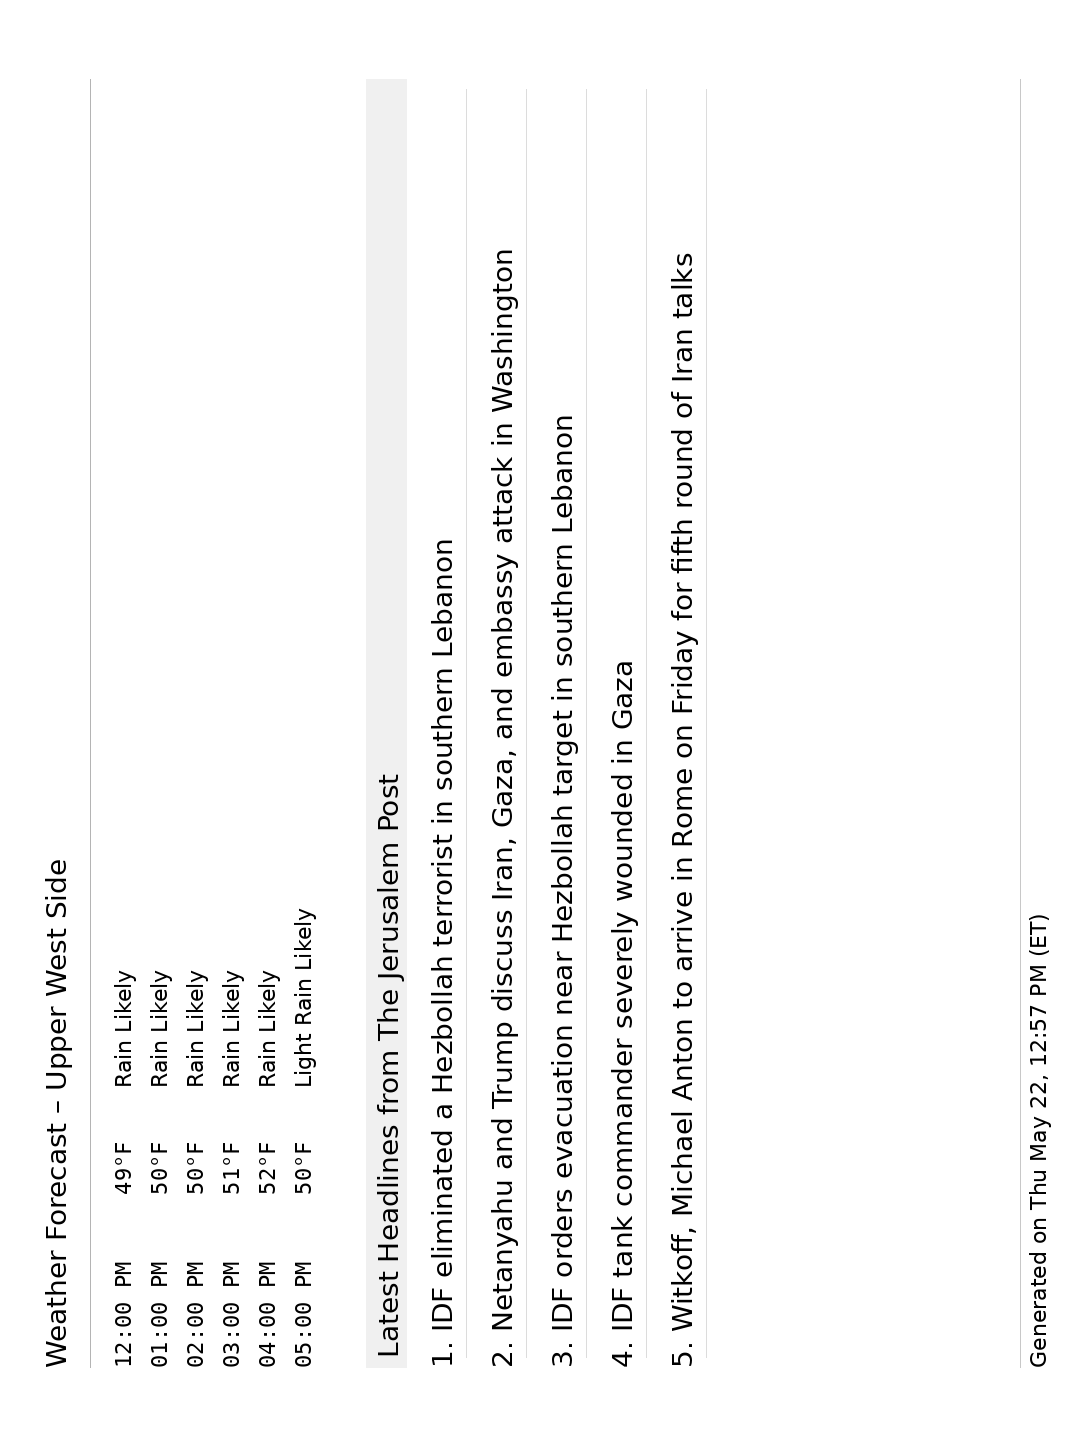 Weather Forecast – Upper West Side
12:00 PM 49°F Rain Likely
01:00 PM 50°F Rain Likely
02:00 PM 50°F Rain Likely
03:00 PM 51°F Rain Likely
04:00 PM 52°F Rain Likely
05:00 PM 50°F Light Rain Likely
Latest Headlines from The Jerusalem Post
1. IDF eliminated a Hezbollah terrorist in southern Lebanon
2. Netanyahu and Trump discuss Iran, Gaza, and embassy attack in Washington
3. IDF orders evacuation near Hezbollah target in southern Lebanon
4. IDF tank commander severely wounded in Gaza
5. Witkoff, Michael Anton to arrive in Rome on Friday for fifth round of Iran talks
Generated on Thu May 22, 12:57 PM (ET)